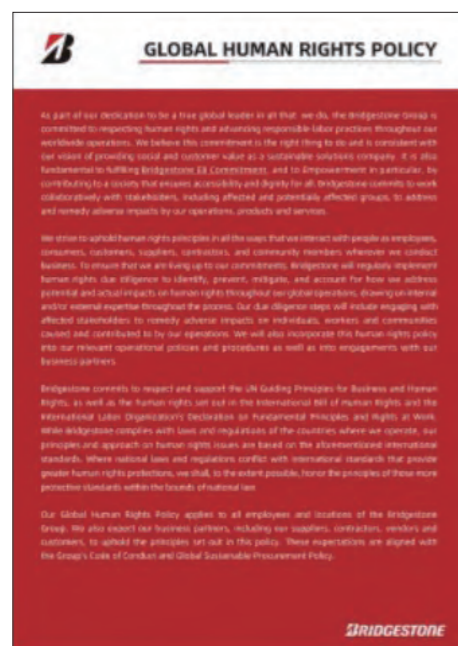 GLOBAL HUMAN RIGHTS POLICY
As part of our dedication to be a true global leader in all that we do, the Bridgestone Group is
committed to respecting human rights and advancing responsible labor practices throughout our
worldwide operations. We believe this commitment is the right thing to do and is consistent with
our vision of providing social and customer value as a sustainable solutions company. It is also
fundamental to fulfilling Bridgestone E8 Commitment, and to Empowerment in particular, by
contributing to a society that ensures accessibility and dignity for all. Bridgestone commits to work
collaboratively with stakeholders, including affected and potentially affected groups, to address
and remedy adverse impacts by our operations, products and services.
We strive to uphold human rights principles in all the ways that we interact with people as employees,
consumers, customers, suppliers, contractors, and community members wherever we conduct
business. To ensure that we are living up to our commitments, Bridgestone will regularly implement
human rights due diligence to identify, prevent, mitigate, and account for how we address
potential and actual impacts on human rights throughout our global operations, drawing on internal
and/or external expertise throughout the process. Our due diligence steps will include engaging with
affected stakeholders to remedy adverse impacts on individuals, workers and communities
caused and contributed to by our operations. We will also incorporate this human rights policy
into our relevant operational policies and procedures as well as into engagements with our
business partners.
Bridgestone commits to respect and support the UN Guiding Principles for Business and Human
Rights, as well as the human rights set out in the International Bill of Human Rights and the
International Labor Organization's Declaration on Fundamental Principles and Rights at Work.
While Bridgestone complies with laws and regulations of the countries where we operate, our
principles and approach on human rights issues are based on the aforementioned international
standards. Where national laws and regulations conflict with international standards that provide
greater human rights protections, we shall, to the extent possible, honor the principles of those more
protective standards within the bounds of national law.
Our Global Human Rights Policy applies to all employees and locations of the Bridgestone
Group. We also expect our business partners, including our suppliers, contractors, vendors and
customers, to uphold the principles set out in this policy. These expectations are aligned with
the Group's Code of Conduct and Global Sustainable Procurement Policy.
BRIDGESTONE